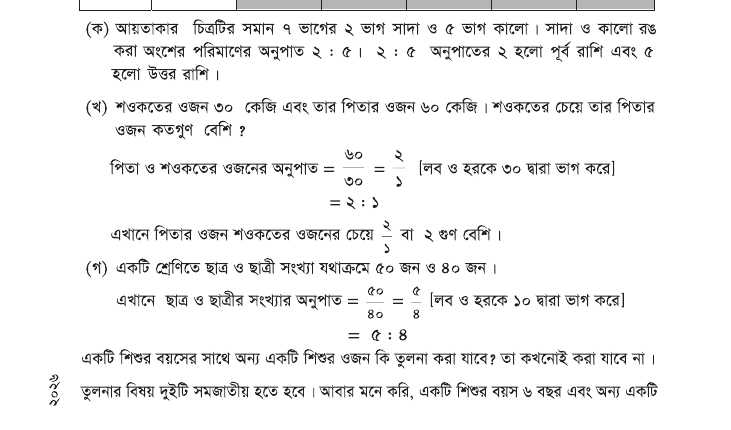 (ক) আয়তাকার চিত্রটির সমান ৭ ভাগের ২ ভাগ সাদা ও ৫ ভাগ কালো। সাদা ও কালো রঙ
করা অংশের পরিমাণের অনুপাত ২ : ৫। ২ : ৫ অনুপাতের ২ হলো পূর্ব রাশি এবং ৫
হলো উত্তর রাশি।
(খ) শওকতের ওজন ৩০ কেজি এবং তার পিতার ওজন ৬০ কেজি। শওকতের চেয়ে তার পিতার
ওজন কতগুণ বেশি ?
পিতা ও শওকতের ওজনের অনুপাত = ৬০/৩০ = ২/১ [লব ও হরকে ৩০ দ্বারা ভাগ করে]
= ২ : ১
এখানে পিতার ওজন শওকতের ওজনের চেয়ে ২/১ বা ২ গুণ বেশি।
(গ) একটি শ্রেণিতে ছাত্র ও ছাত্রী সংখ্যা যথাক্রমে ৫০ জন ও ৪০ জন।
এখানে ছাত্র ও ছাত্রীর সংখ্যার অনুপাত = ৫০/৪০ = ৫/৪ [লব ও হরকে ১০ দ্বারা ভাগ করে]
= ৫ : ৪
একটি শিশুর বয়সের সাথে অন্য একটি শিশুর ওজন কি তুলনা করা যাবে? তা কখনোই করা যাবে না।
তুলনার বিষয় দুইটি সমজাতীয় হতে হবে। আবার মনে করি, একটি শিশুর বয়স ৬ বছর এবং অন্য একটি
২০২৬